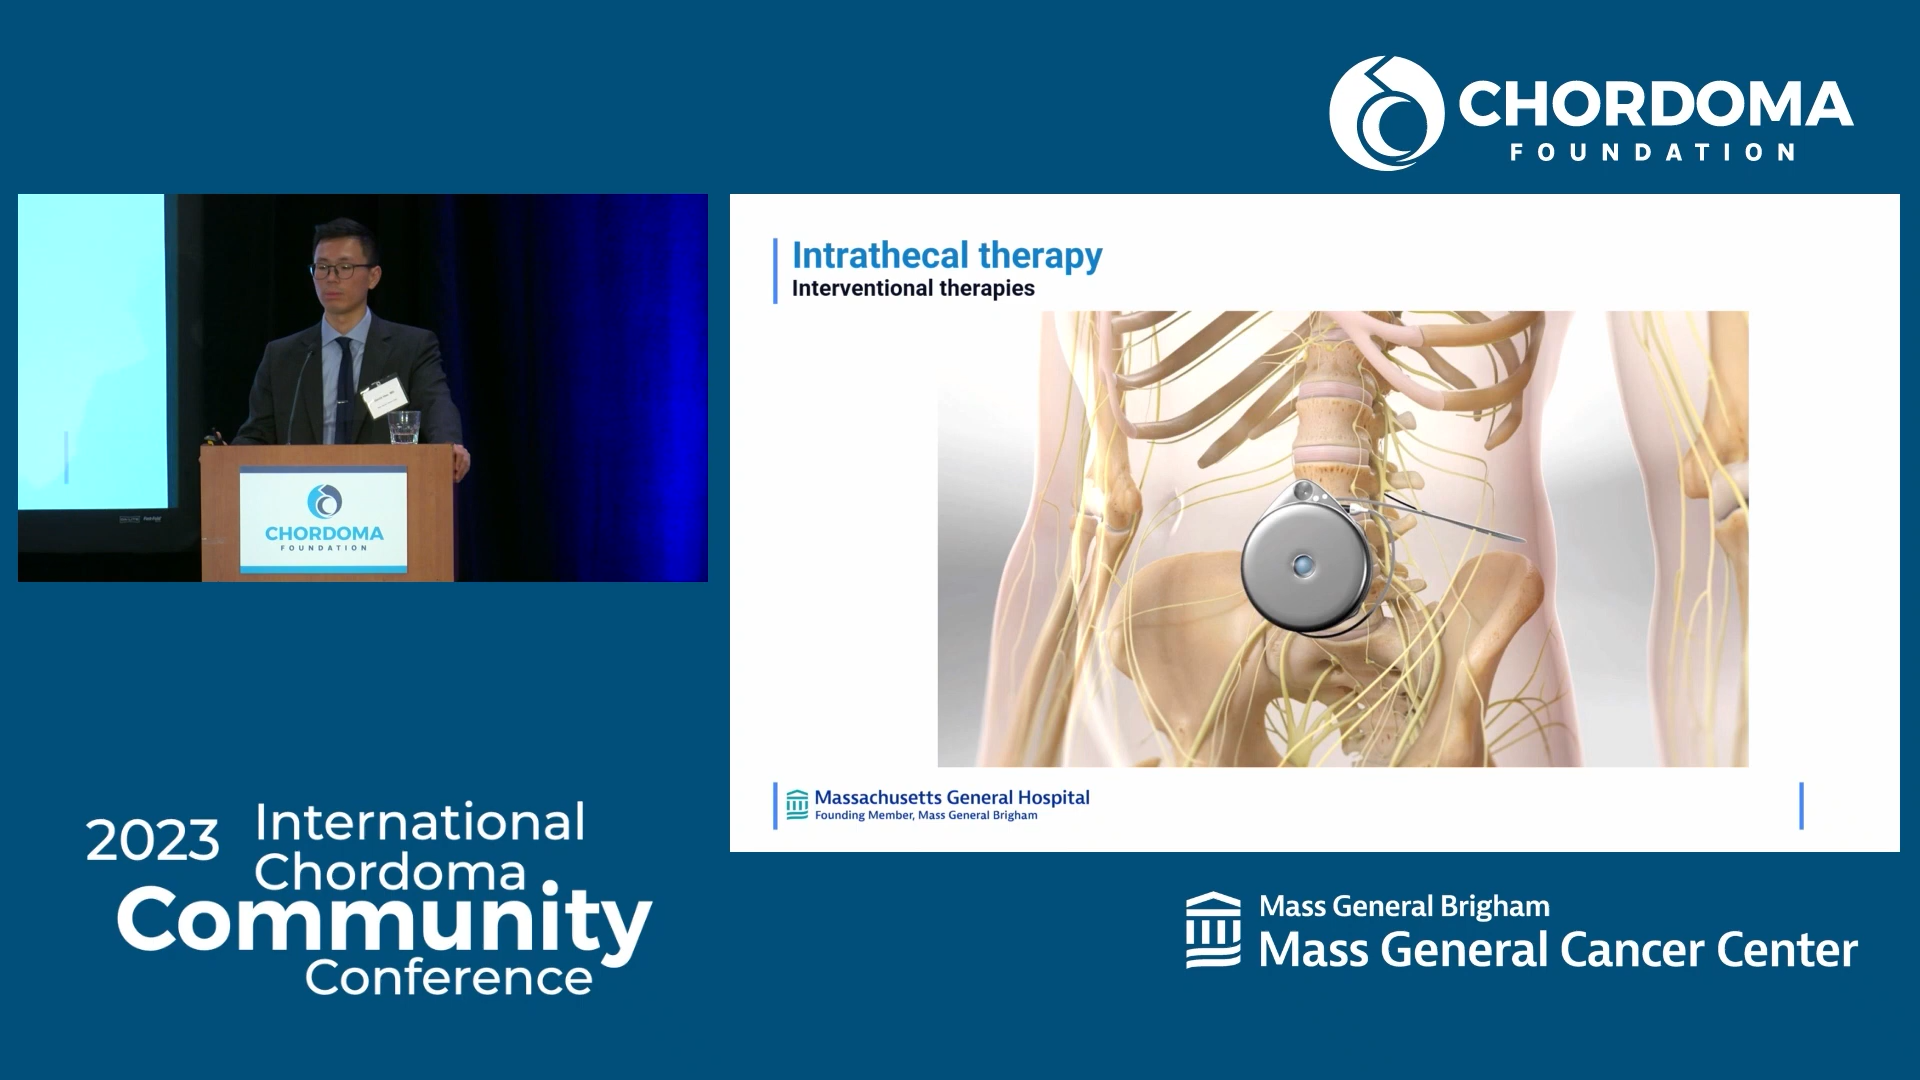 CHORDOMA
FOUNDATION
Intrathecal therapy
Interventional therapies
CHORDOMA
FOUNDATION
Massachusetts General Hospital
Founding Member, Mass General Brigham
2023 International
Chordoma
Community
Conference
Mass General Brigham
Mass General Cancer Center